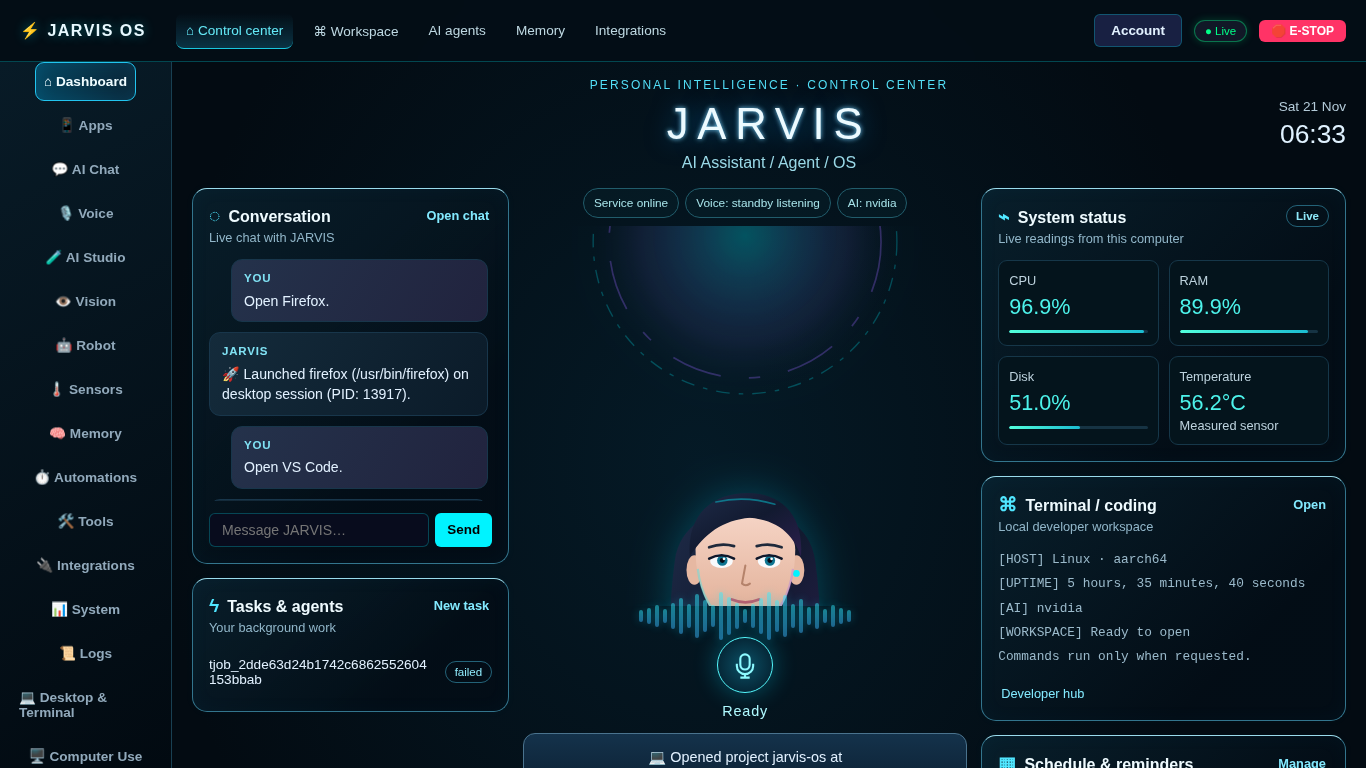 ⚡ JARVIS OS
⌂ Control center
⌘ Workspace
AI agents
Memory
Integrations
Account
● Live
E-STOP
⌂ Dashboard
📱 Apps
💬 AI Chat
🎙️ Voice
🧪 AI Studio
👁️ Vision
🤖 Robot
🌡️ Sensors
🧠 Memory
⏱️ Automations
🛠️ Tools
🔌 Integrations
📊 System
📜 Logs
💻 Desktop &
Terminal
🖥️ Computer Use
PERSONAL INTELLIGENCE · CONTROL CENTER
JARVIS
AI Assistant / Agent / OS
Sat 21 Nov
06:33
Conversation
Open chat
Live chat with JARVIS
YOU
Open Firefox.
JARVIS
🚀 Launched firefox (/usr/bin/firefox) on
desktop session (PID: 13917).
YOU
Open VS Code.
Message JARVIS…
Send
ϟ Tasks & agents
New task
Your background work
tjob_2dde63d24b1742c6862552604
153bbab
failed
Service online
Voice: standby listening
AI: nvidia
Ready
💻 Opened project jarvis-os at
⌁ System status
Live
Live readings from this computer
CPU
96.9%
RAM
89.9%
Disk
51.0%
Temperature
56.2°C
Measured sensor
⌘ Terminal / coding
Open
Local developer workspace
[HOST] Linux · aarch64
[UPTIME] 5 hours, 35 minutes, 40 seconds
[AI] nvidia
[WORKSPACE] Ready to open
Commands run only when requested.
Developer hub
▦ Schedule & reminders
Manage